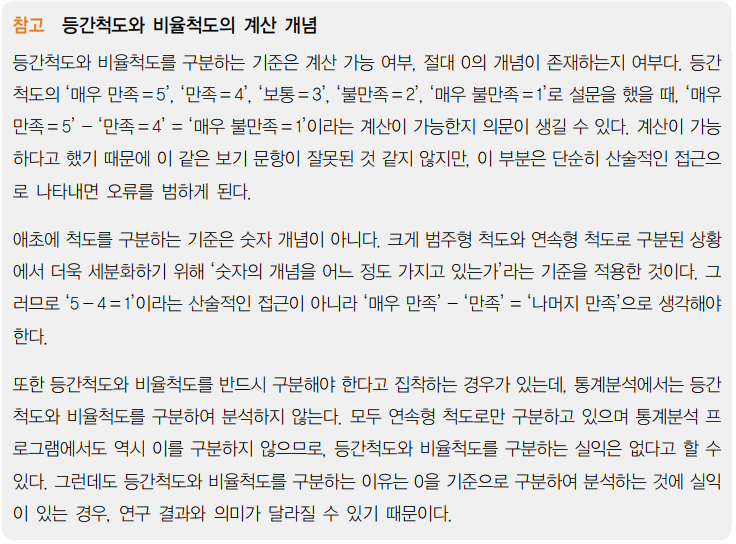 참고 등간척도와 비율척도의 계산 개념
등간척도와 비율척도를 구분하는 기준은 계산 가능 여부, 절대 0의 개념이 존재하는지 여부다. 등간
척도의 ‘매우 만족=5’, ‘만족=4’, ‘보통=3’, ‘불만족=2’, ‘매우 불만족=1’로 설문을 했을 때, ‘매우
만족=5’ - ‘만족=4’ = ‘매우 불만족=1’이라는 계산이 가능한지 의문이 생길 수 있다. 계산이 가능
하다고 했기 때문에 이 같은 보기 문항이 잘못된 것 같지 않지만, 이 부분은 단순히 산술적인 접근으
로 나타내면 오류를 범하게 된다.
애초에 척도를 구분하는 기준은 숫자 개념이 아니다. 크게 범주형 척도와 연속형 척도로 구분된 상황
에서 더욱 세분화하기 위해 ‘숫자의 개념을 어느 정도 가지고 있는가’라는 기준을 적용한 것이다. 그
러므로 ‘5-4=1’이라는 산술적인 접근이 아니라 ‘매우 만족’ - ‘만족’ = ‘나머지 만족’으로 생각해야
한다.
또한 등간척도와 비율척도를 반드시 구분해야 한다고 집착하는 경우가 있는데, 통계분석에서는 등간
척도와 비율척도를 구분하여 분석하지 않는다. 모두 연속형 척도로만 구분하고 있으며 통계분석 프
로그램에서도 역시 이를 구분하지 않으므로, 등간척도와 비율척도를 구분하는 실익은 없다고 할 수
있다. 그런데도 등간척도와 비율척도를 구분하는 이유는 0을 기준으로 구분하여 분석하는 것에 실익
이 있는 경우, 연구 결과와 의미가 달라질 수 있기 때문이다.